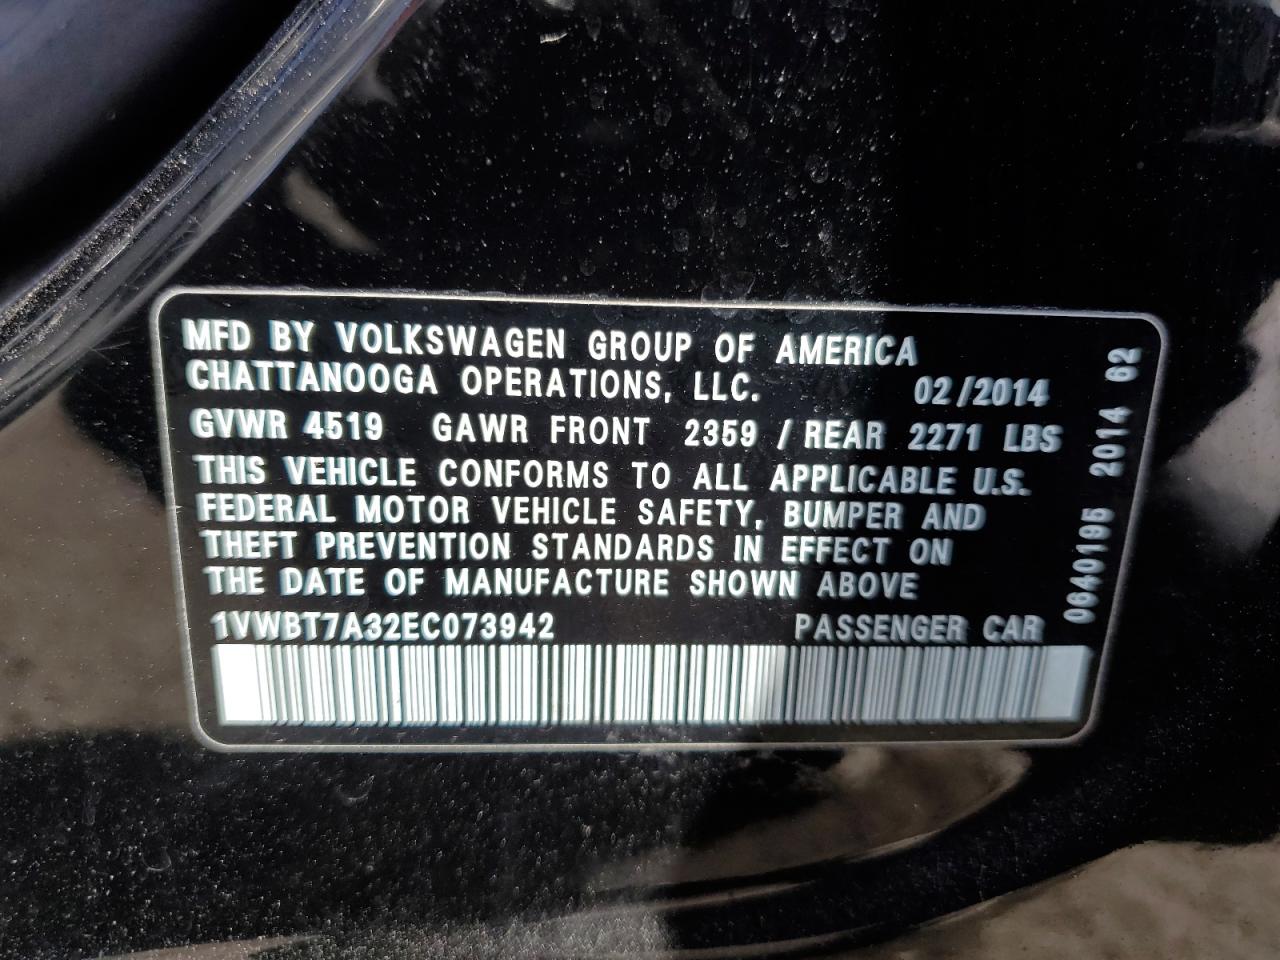 MFD BY VOLKSWAGEN GROUP OF AMERICA
CHATTANOOGA OPERATIONS, LLC. 02/2014
GVWR 4519 GAWR FRONT 2359 / REAR 2271 LBS
THIS VEHICLE CONFORMS TO ALL APPLICABLE U.S.
FEDERAL MOTOR VEHICLE SAFETY, BUMPER AND
THEFT PREVENTION STANDARDS IN EFFECT ON
THE DATE OF MANUFACTURE SHOWN ABOVE
1VWBT7A32EC073942 PASSENGER CAR
0640195 2014 62